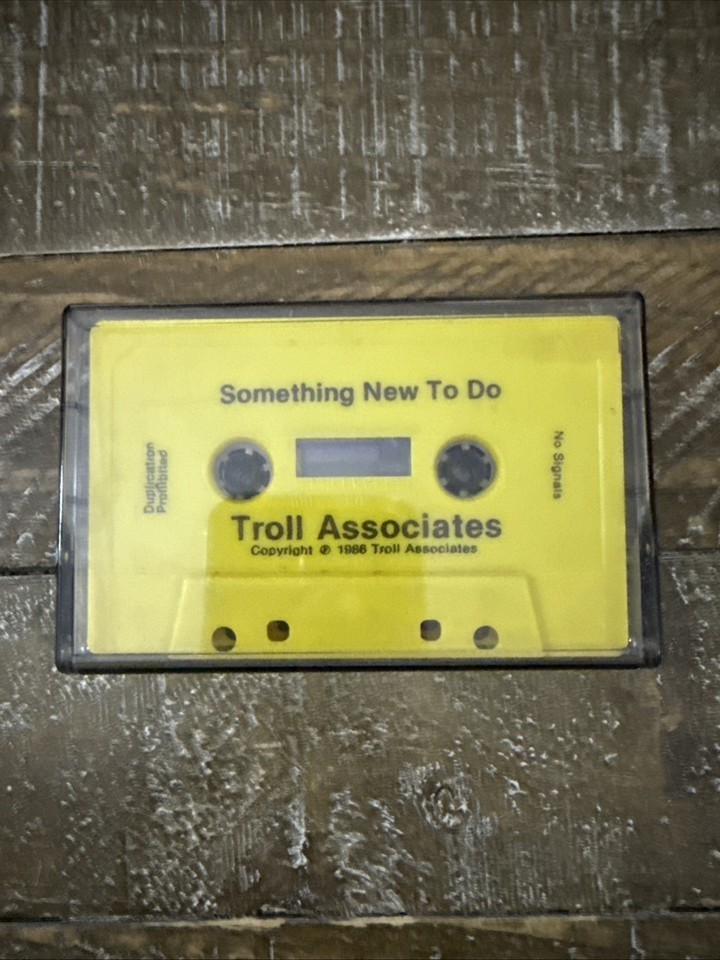 Something New To Do
Duplication
Prohibited
No Signals
Troll Associates
Copyright ℗ 1986 Troll Associates